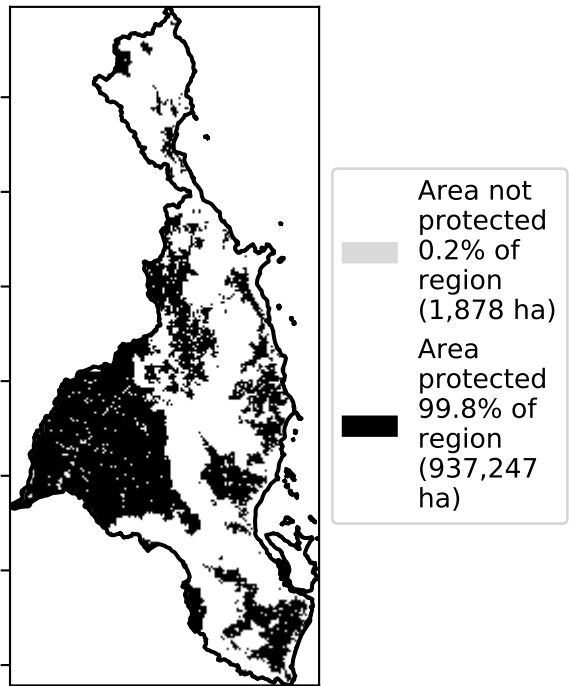 Area not
protected
0.2% of
region
(1,878 ha)
Area
protected
99.8% of
region
(937,247
ha)